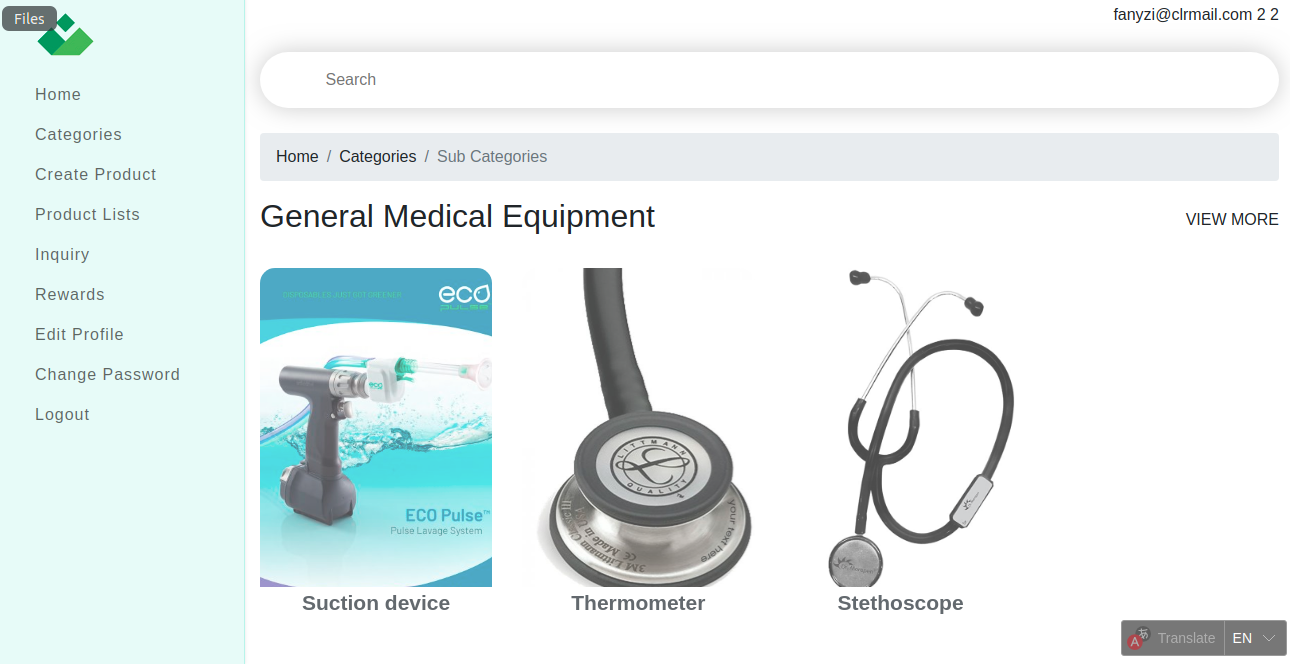 Files
fanyzi@clrmail.com 2 2
Home
Categories
Create Product
Product Lists
Inquiry
Rewards
Edit Profile
Change Password
Logout
Search
Home / Categories / Sub Categories
General Medical Equipment
VIEW MORE
DISPOSABLES JUST GOT GREENER
eco
PULSE
eco
ECO Pulse™
Pulse Lavage System
LITTMANN
QUALITY
your text here
3M Littmann Classic III
CE Made in USA
Suction device
Thermometer
Stethoscope
A
Translate
EN